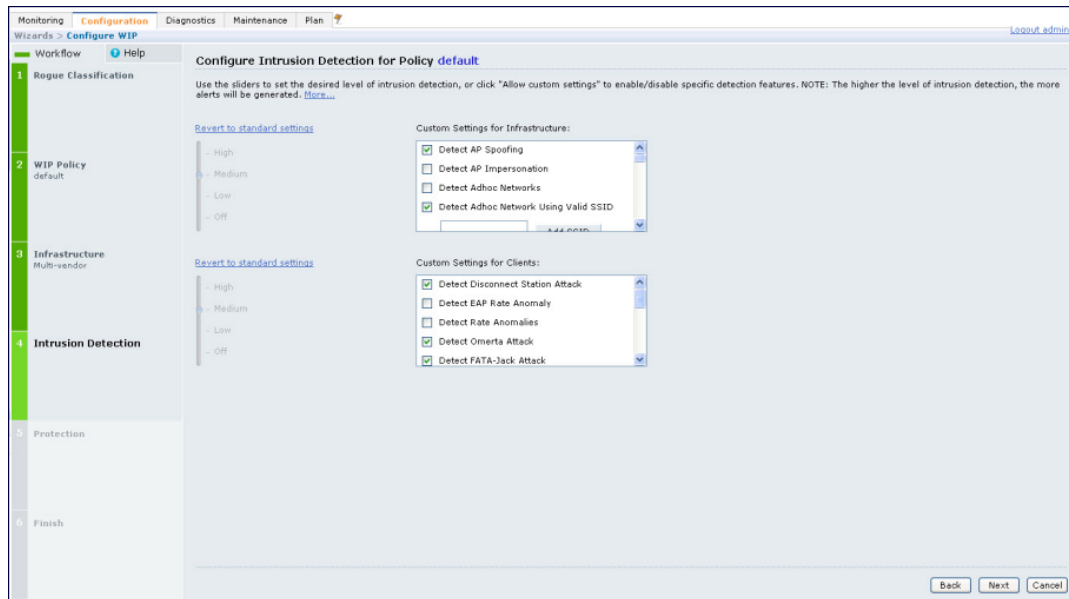 Monitoring Configuration Diagnostics Maintenance Plan
Wizards > Configure WIP
Logout admin
Workflow Help
1 Rogue Classification
2 WIP Policy
default
3 Infrastructure
Multi-vendor
4 Intrusion Detection
5 Protection
6 Finish
Configure Intrusion Detection for Policy default
Use the sliders to set the desired level of intrusion detection, or click "Allow custom settings" to enable/disable specific detection features. NOTE: The higher the level of intrusion detection, the more
alerts will be generated. More...
Revert to standard settings
- High
- Medium
- Low
- Off
Custom Settings for Infrastructure:
Detect AP Spoofing
Detect AP Impersonation
Detect Adhoc Networks
Detect Adhoc Network Using Valid SSID
Add SSID
Revert to standard settings
- High
- Medium
- Low
- Off
Custom Settings for Clients:
Detect Disconnect Station Attack
Detect EAP Rate Anomaly
Detect Rate Anomalies
Detect Omerta Attack
Detect FATA-Jack Attack
Back Next Cancel